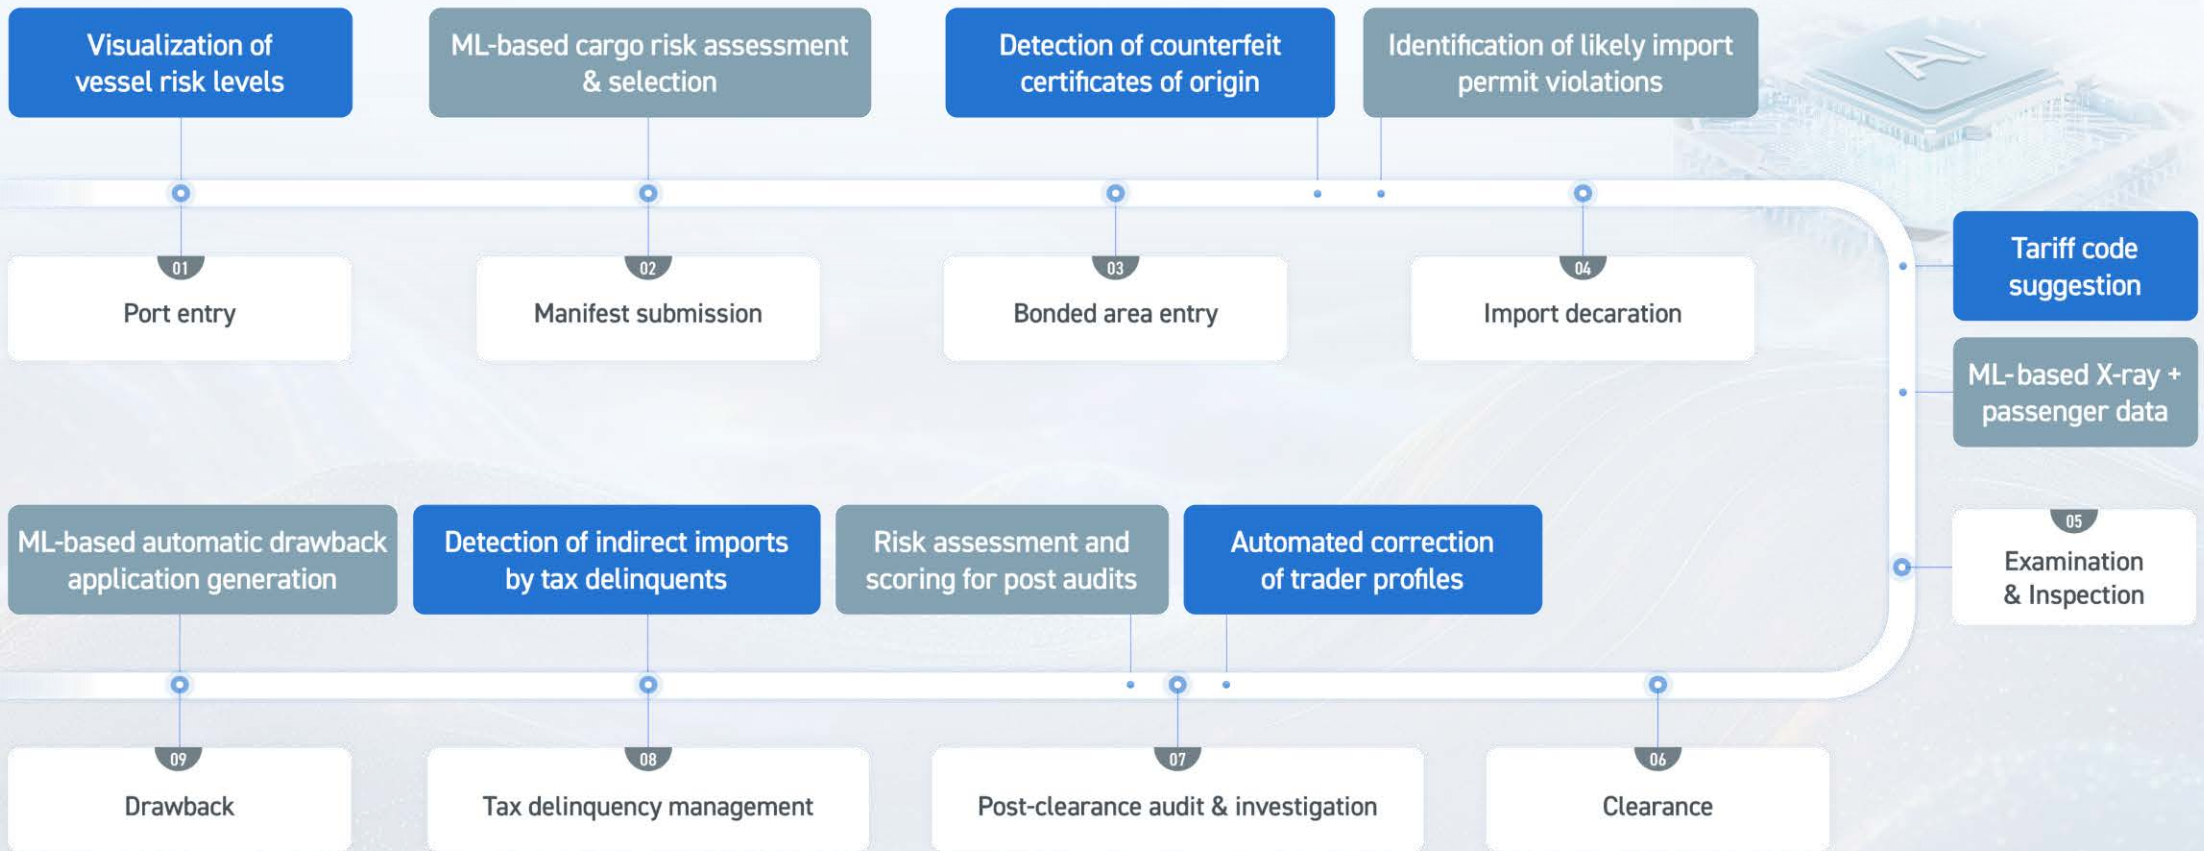 Visualization of
vessel risk levels
ML-based cargo risk assessment
& selection
Detection of counterfeit
certificates of origin
Identification of likely import
permit violations
AI
01
Port entry
02
Manifest submission
03
Bonded area entry
04
Import decaration
Tariff code
suggestion
ML-based X-ray +
passenger data
05
Examination
& Inspection
ML-based automatic drawback
application generation
Detection of indirect imports
by tax delinquents
Risk assessment and
scoring for post audits
Automated correction
of trader profiles
09
Drawback
08
Tax delinquency management
07
Post-clearance audit & investigation
06
Clearance